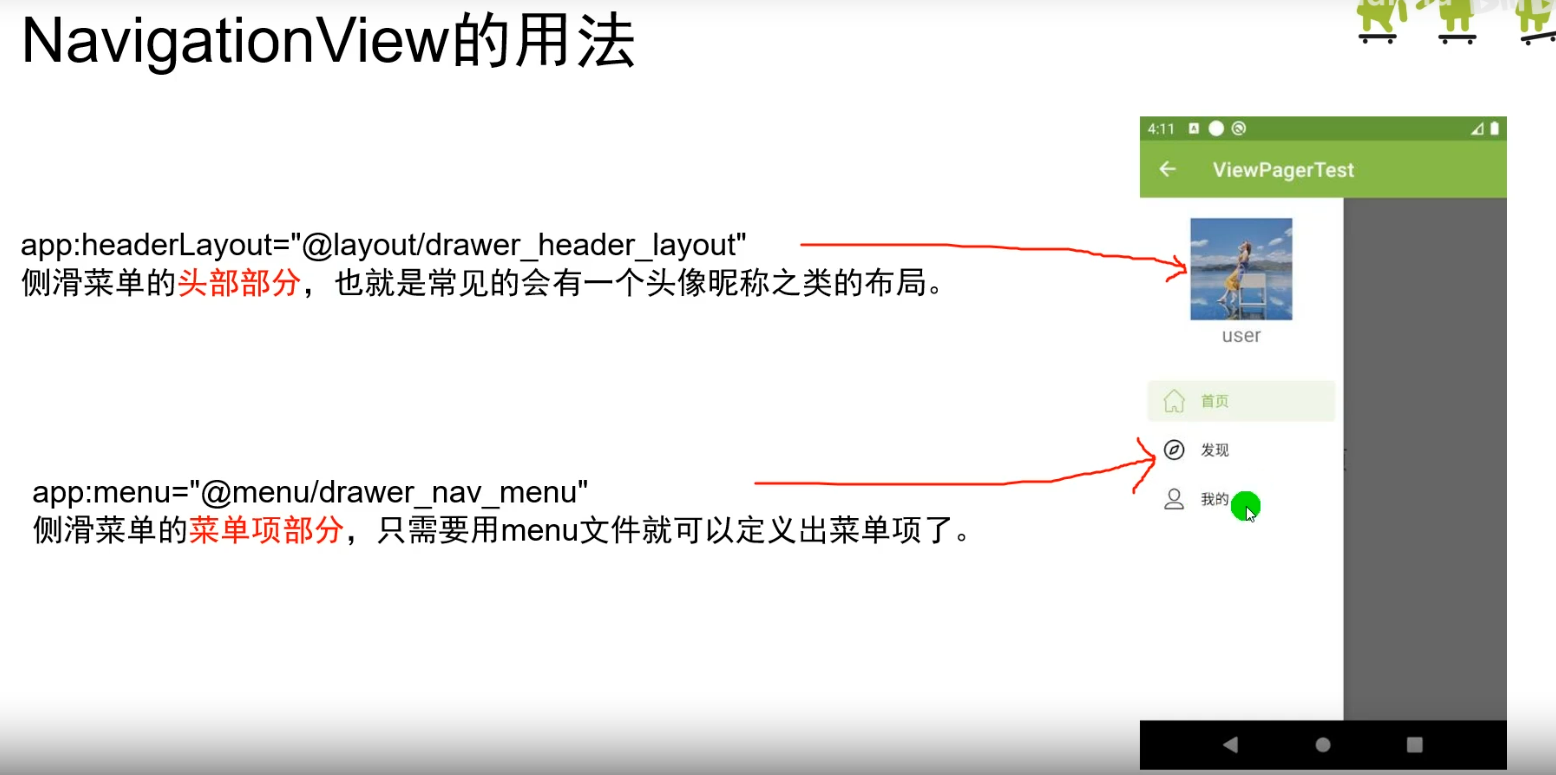 NavigationView的用法
app:headerLayout="@layout/drawer_header_layout"
侧滑菜单的头部部分，也就是常见的会有一个头像昵称之类的布局。
app:menu="@menu/drawer_nav_menu"
侧滑菜单的菜单项部分，只需要用menu文件就可以定义出菜单项了。
4:11
ViewPagerTest
user
首页
发现
我的